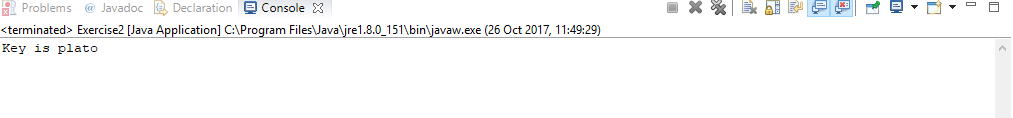 Problems @ Javadoc Declaration Console
<terminated> Exercise2 [Java Application] C:\Program Files\Java\jre1.8.0_151\bin\javaw.exe (26 Oct 2017, 11:49:29)
Key is plato